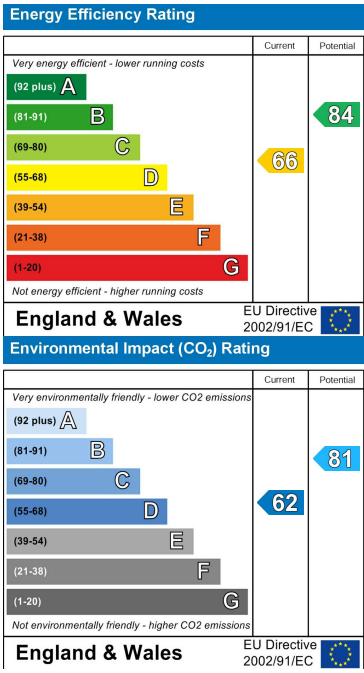 Energy Efficiency Rating
Current Potential
Very energy efficient - lower running costs
(92 plus) A
(81-91) B
84
(69-80) C
66
(55-68) D
(39-54) E
(21-38) F
(1-20) G
Not energy efficient - higher running costs
England & Wales
EU Directive
2002/91/EC
Environmental Impact (CO₂) Rating
Current Potential
Very environmentally friendly - lower CO2 emissions
(92 plus) A
(81-91) B
81
(69-80) C
(55-68) D
62
(39-54) E
(21-38) F
(1-20) G
Not environmentally friendly - higher CO2 emissions
England & Wales
EU Directive
2002/91/EC